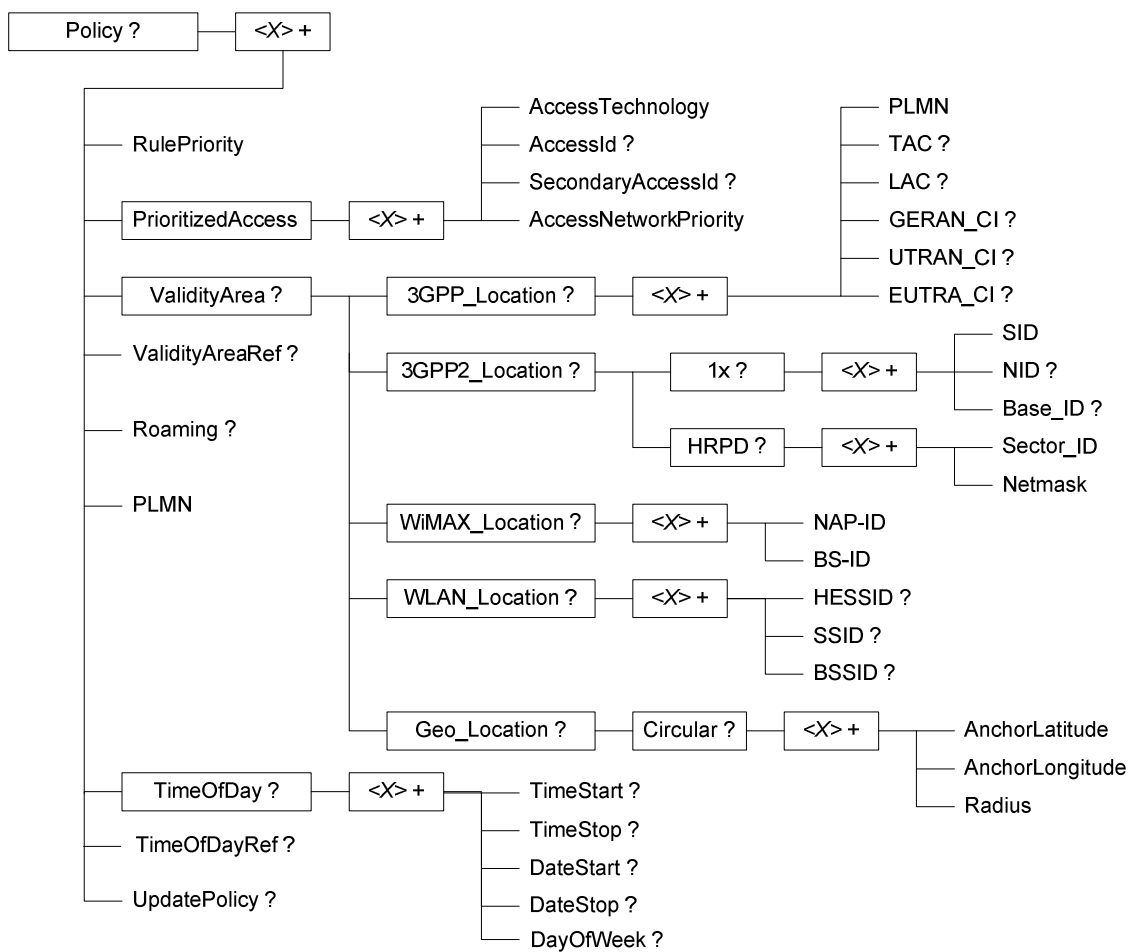 Policy ?
<X> +
AccessTechnology
PLMN
RulePriority
AccessId ?
TAC ?
SecondaryAccessId ?
LAC ?
PrioritizedAccess
<X> +
AccessNetworkPriority
GERAN_CI ?
UTRAN_CI ?
ValidityArea ?
3GPP_Location ?
<X> +
EUTRA_CI ?
SID
ValidityAreaRef ?
3GPP2_Location ?
1x ?
<X> +
NID ?
Base_ID ?
Roaming ?
HRPD ?
<X> +
Sector_ID
Netmask
PLMN
WiMAX_Location ?
<X> +
NAP-ID
BS-ID
WLAN_Location ?
<X> +
HESSID ?
SSID ?
BSSID ?
Geo_Location ?
Circular ?
<X> +
AnchorLatitude
AnchorLongitude
Radius
TimeOfDay ?
<X> +
TimeStart ?
TimeStop ?
TimeOfDayRef ?
DateStart ?
UpdatePolicy ?
DateStop ?
DayOfWeek ?